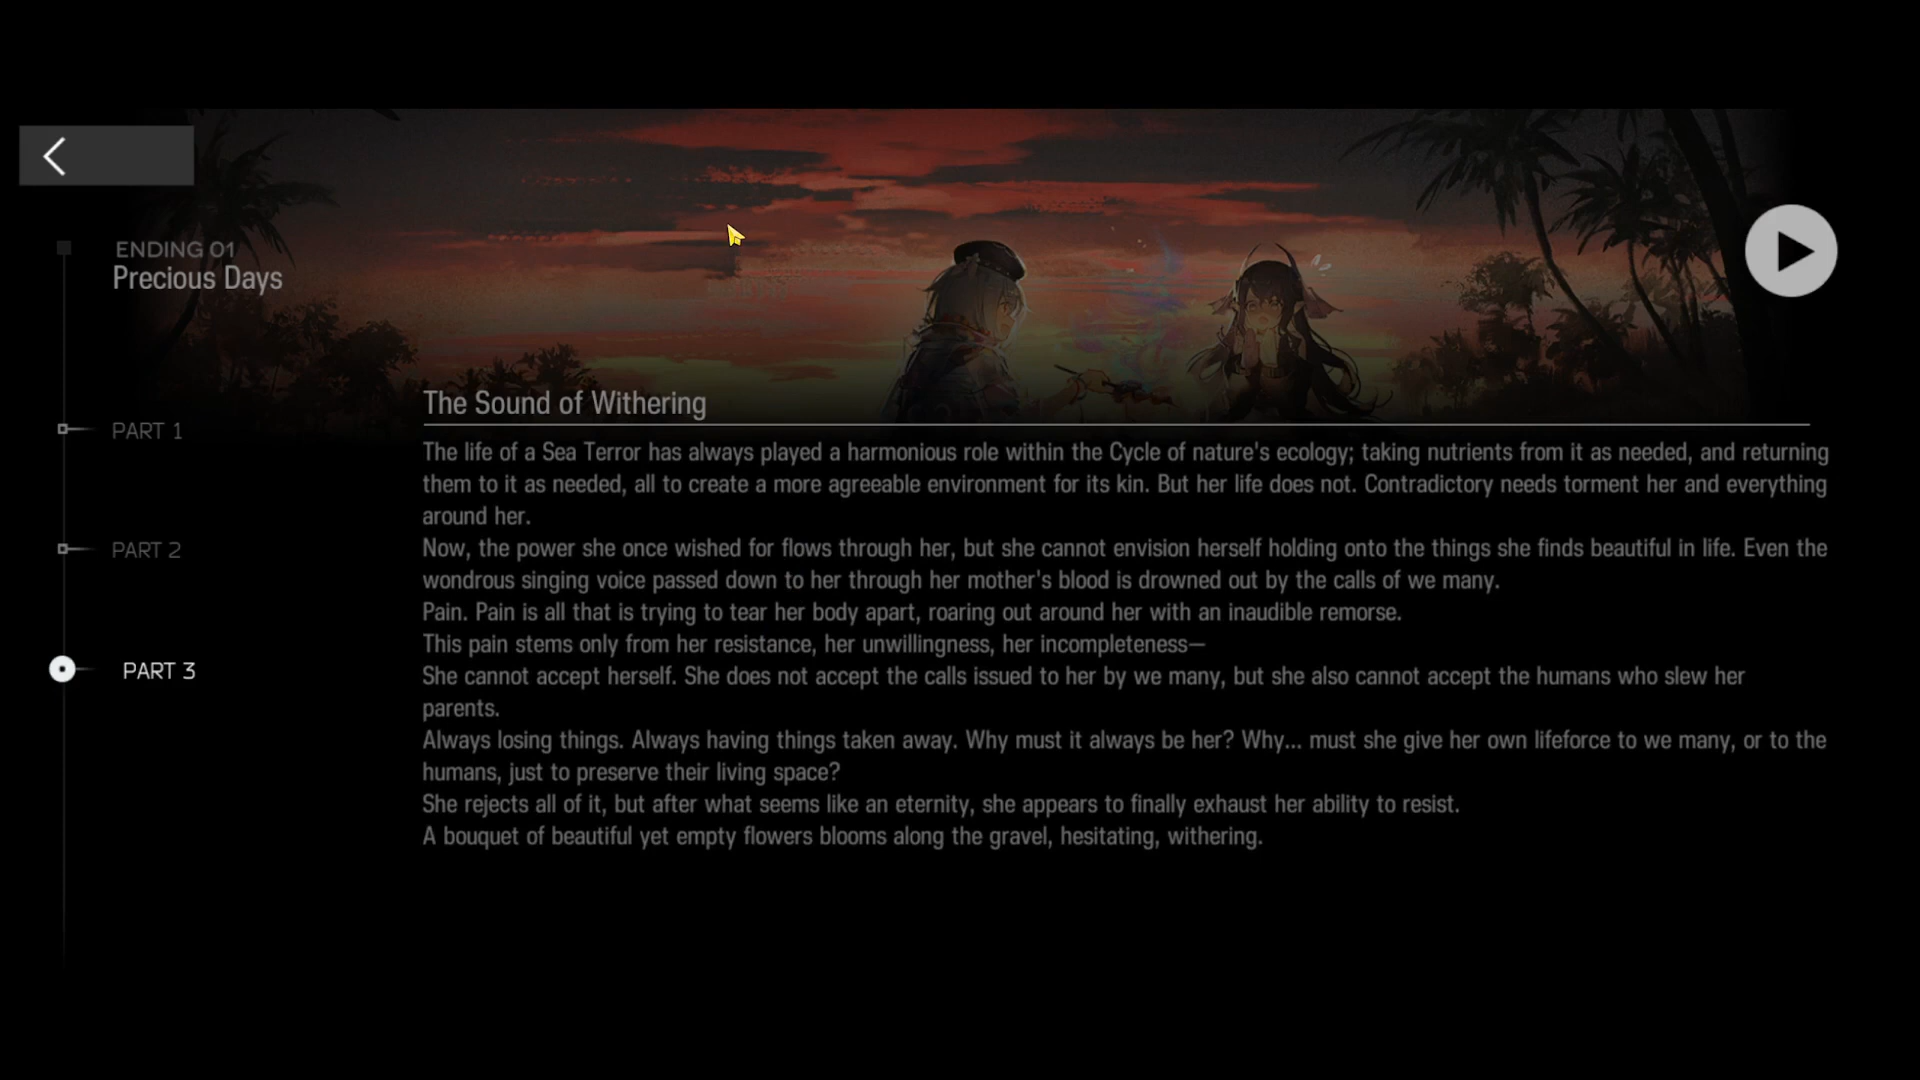 ENDING 01
Precious Days
PART 1
PART 2
PART 3
The Sound of Withering
The life of a Sea Terror has always played a harmonious role within the Cycle of nature's ecology; taking nutrients from it as needed, and returning
them to it as needed, all to create a more agreeable environment for its kin. But her life does not. Contradictory needs torment her and everything
around her.
Now, the power she once wished for flows through her, but she cannot envision herself holding onto the things she finds beautiful in life. Even the
wondrous singing voice passed down to her through her mother's blood is drowned out by the calls of we many.
Pain. Pain is all that is trying to tear her body apart, roaring out around her with an inaudible remorse.
This pain stems only from her resistance, her unwillingness, her incompleteness—
She cannot accept herself. She does not accept the calls issued to her by we many, but she also cannot accept the humans who slew her
parents.
Always losing things. Always having things taken away. Why must it always be her? Why... must she give her own lifeforce to we many, or to the
humans, just to preserve their living space?
She rejects all of it, but after what seems like an eternity, she appears to finally exhaust her ability to resist.
A bouquet of beautiful yet empty flowers blooms along the gravel, hesitating, withering.